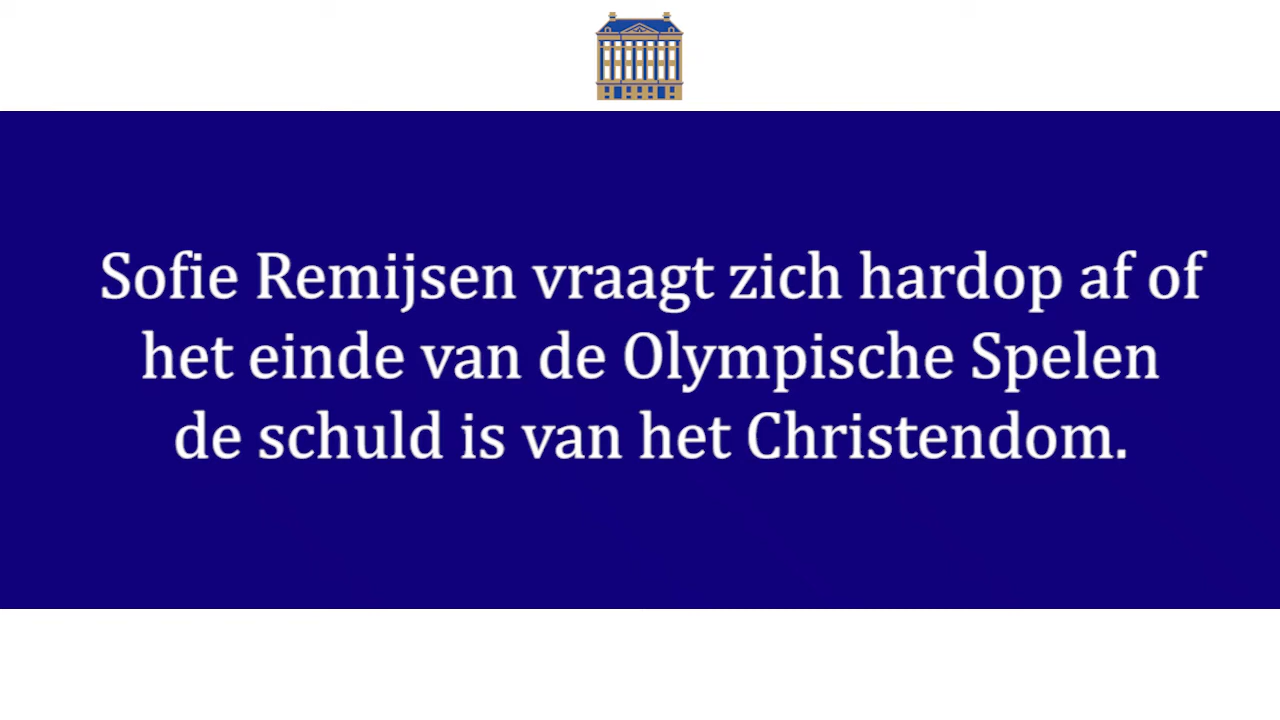 Sofie Remijsen vraagt zich hardop af of
het einde van de Olympische Spelen
de schuld is van het Christendom.